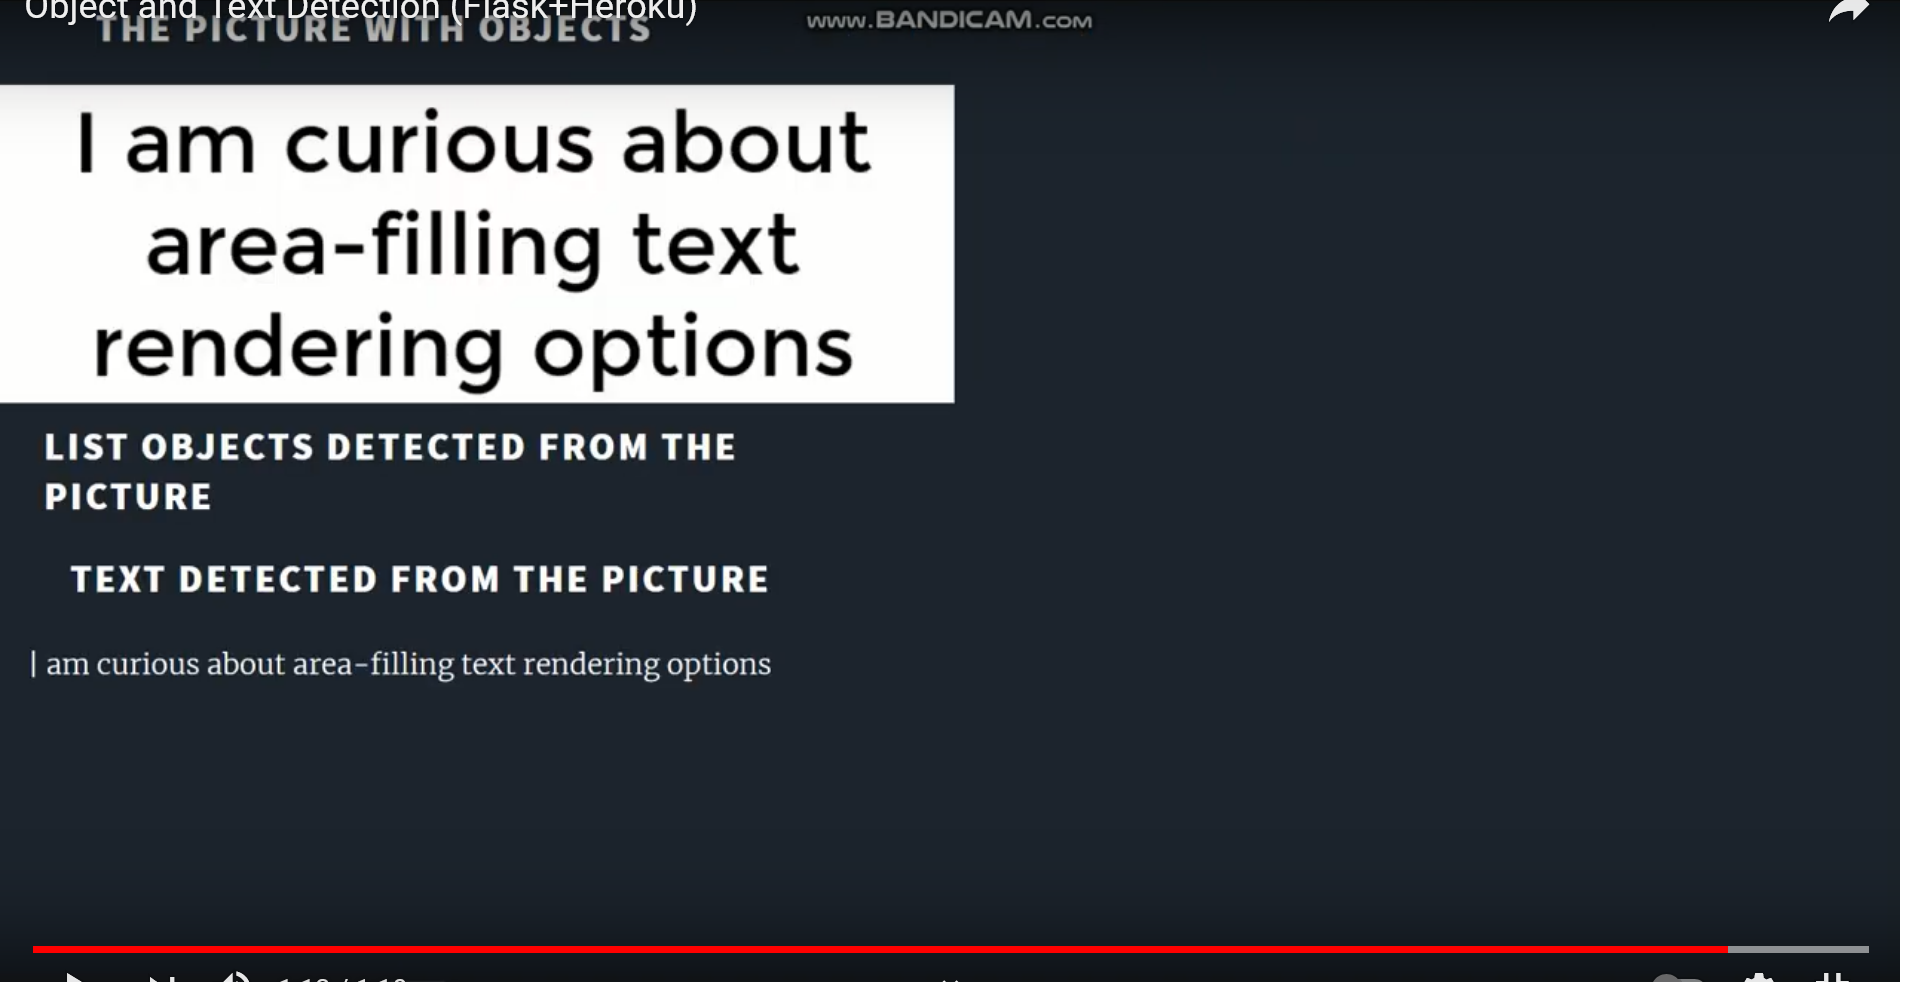 Object and Text Detection (Flask+Heroku)
www.BANDICAM.com
THE PICTURE WITH OBJECTS
I am curious about
area-filling text
rendering options
LIST OBJECTS DETECTED FROM THE
PICTURE
TEXT DETECTED FROM THE PICTURE
| am curious about area-filling text rendering options